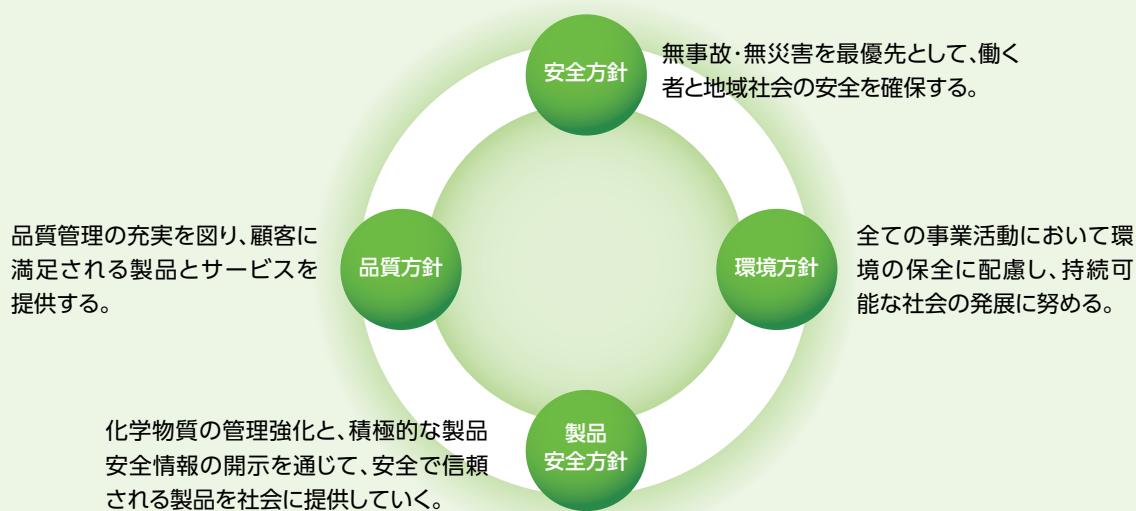 安全方針
無事故・無災害を最優先として、働く
者と地域社会の安全を確保する。
品質管理の充実を図り、顧客に
満足される製品とサービスを
提供する。
品質方針
環境方針
全ての事業活動において環
境の保全に配慮し、持続可
能な社会の発展に努める。
化学物質の管理強化と、積極的な製品
安全情報の開示を通じて、安全で信頼
される製品を社会に提供していく。
製品
安全方針